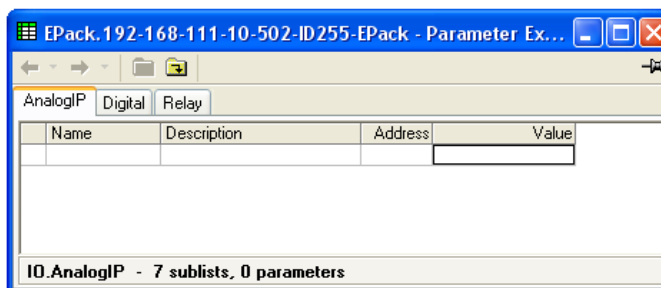 EPack.192-168-111-10-502-ID255-EPack - Parameter Ex...
AnalogIP Digital Relay
Name Description Address Value
IO.AnalogIP - 7 sublists, 0 parameters